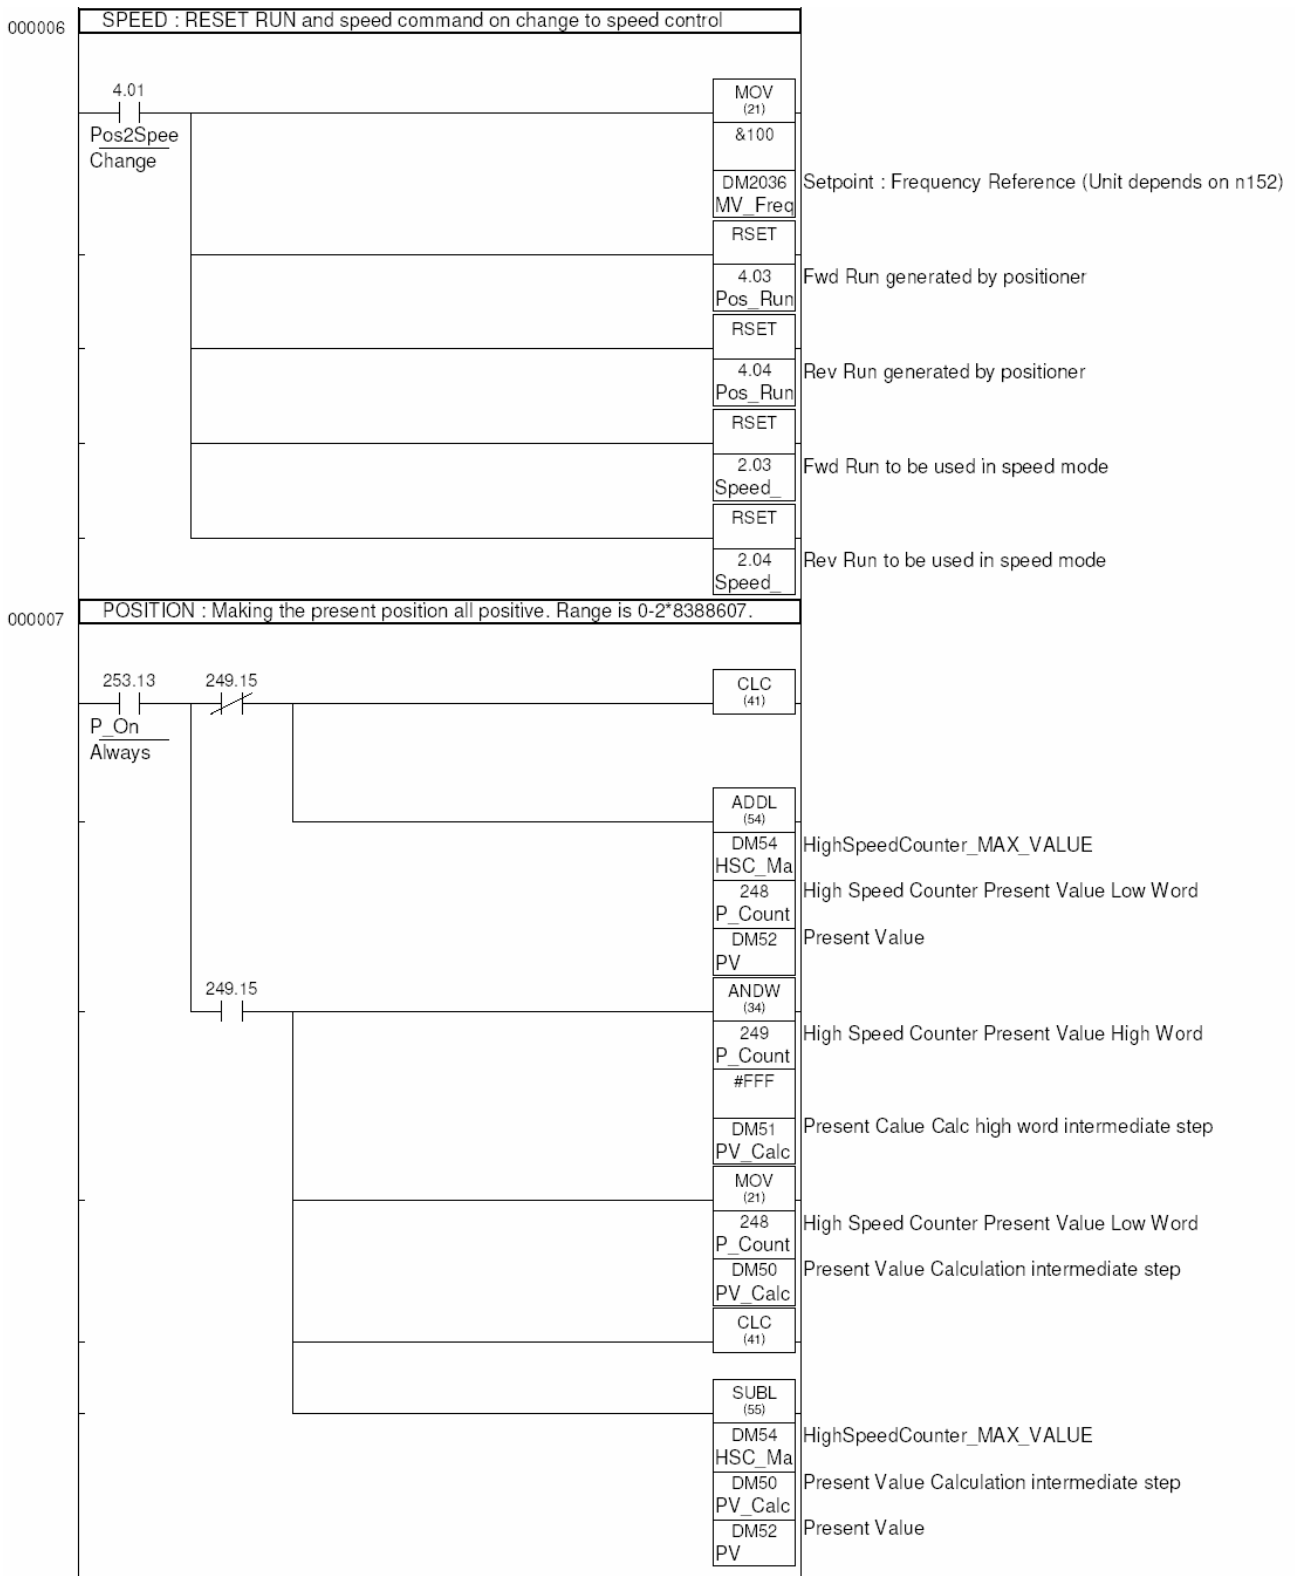 000006
SPEED : RESET RUN and speed command on change to speed control
4.01
Pos2Spee
Change
MOV
(21)
&100
DM2036
MV_Freq
Setpoint : Frequency Reference (Unit depends on n152)
RSET
4.03
Pos_Run
Fwd Run generated by positioner
RSET
4.04
Pos_Run
Rev Run generated by positioner
RSET
2.03
Speed_
Fwd Run to be used in speed mode
RSET
2.04
Speed_
Rev Run to be used in speed mode
000007
POSITION : Making the present position all positive. Range is 0-2*8388607.
253.13
P_On
Always
249.15
CLC
(41)
ADDL
(54)
DM54
HSC_Ma
HighSpeedCounter_MAX_VALUE
248
P_Count
High Speed Counter Present Value Low Word
DM52
PV
Present Value
249.15
ANDW
(34)
249
P_Count
High Speed Counter Present Value High Word
#FFF
DM51
PV_Calc
Present Calue Calc high word intermediate step
MOV
(21)
248
P_Count
High Speed Counter Present Value Low Word
DM50
PV_Calc
Present Value Calculation intermediate step
CLC
(41)
SUBL
(55)
DM54
HSC_Ma
HighSpeedCounter_MAX_VALUE
DM50
PV_Calc
Present Value Calculation intermediate step
DM52
PV
Present Value